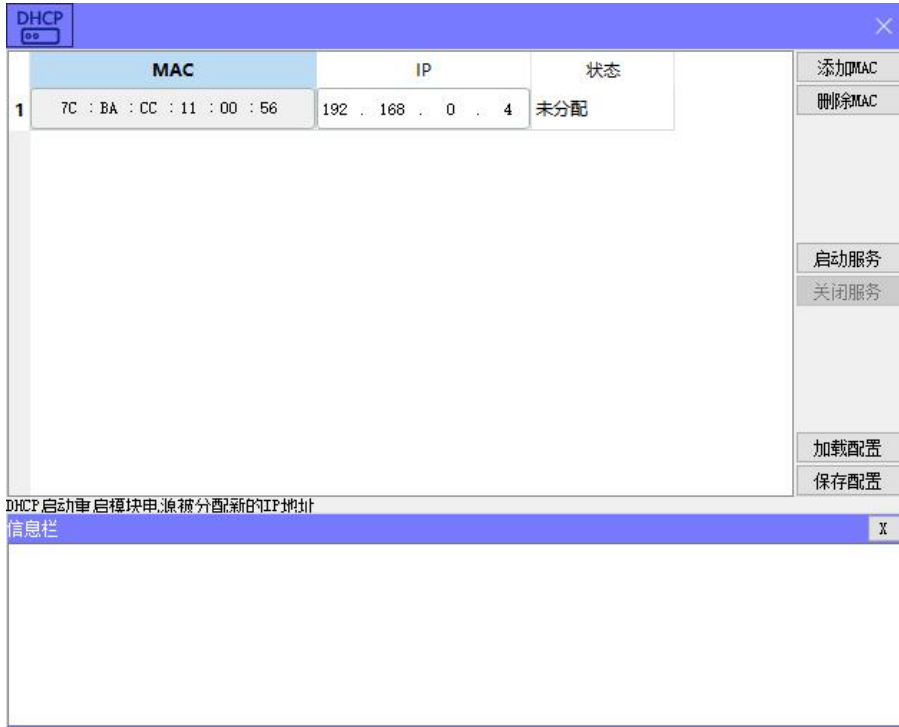 DHCP
MAC IP 状态 添加MAC
1 7C : BA : CC : 11 : 00 : 56 192 . 168 . 0 . 4 未分配 删除MAC
启动服务
关闭服务
加载配置
保存配置
DHCP启动重启模块电源被分配新的IP地址
信息栏 X